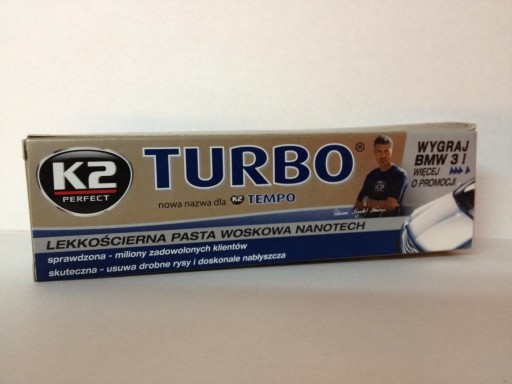 K2
PERFECT
TURBO®
nowa nazwa dla K2 TEMPO
WYGRAJ
BMW 3!
WIĘCEJ
O PROMOCJI
LEKKOŚCIERNA PASTA WOSKOWA NANOTECH
sprawdzona - miliony zadowolonych klientów
skuteczna - usuwa drobne rysy i doskonale nabłyszcza